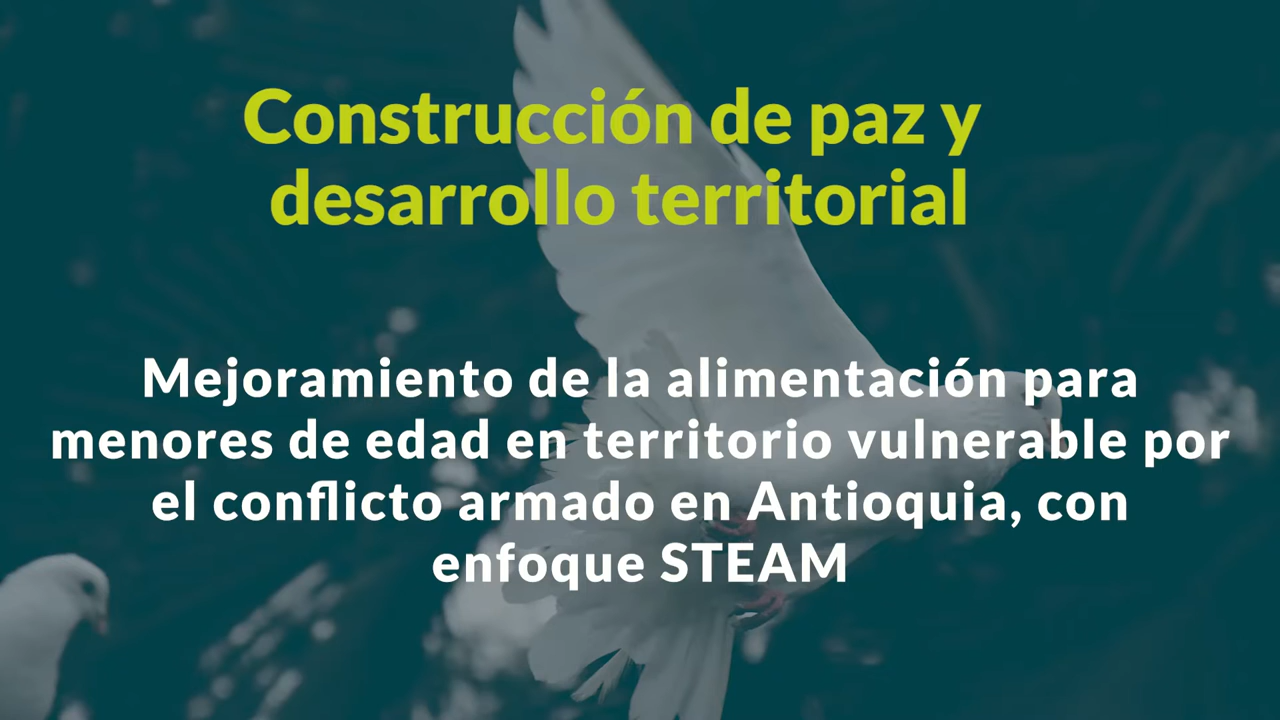 Construcción de paz y
desarrollo territorial
Mejoramiento de la alimentación para
menores de edad en territorio vulnerable por
el conflicto armado en Antioquia, con
enfoque STEAM